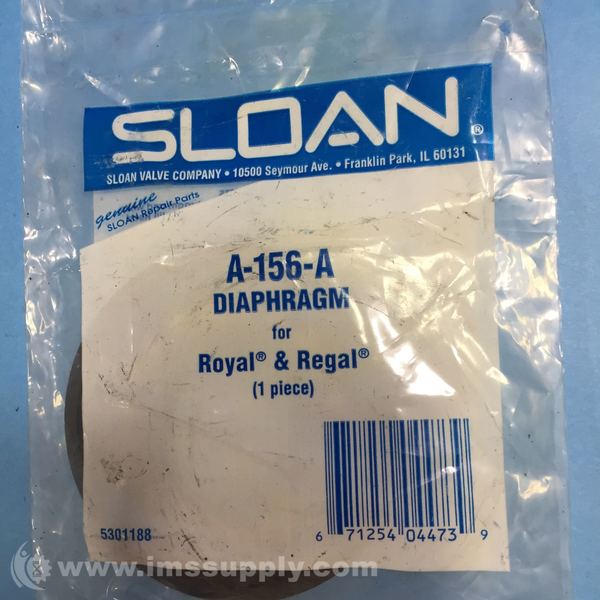 SLOAN®
SLOAN VALVE COMPANY • 10500 Seymour Ave. • Franklin Park, IL 60131
genuine
SLOAN Repair Parts
A-156-A
DIAPHRAGM
for
Royal® & Regal®
(1 piece)
5301188
6 71254 04473 9
www.imssupply.com